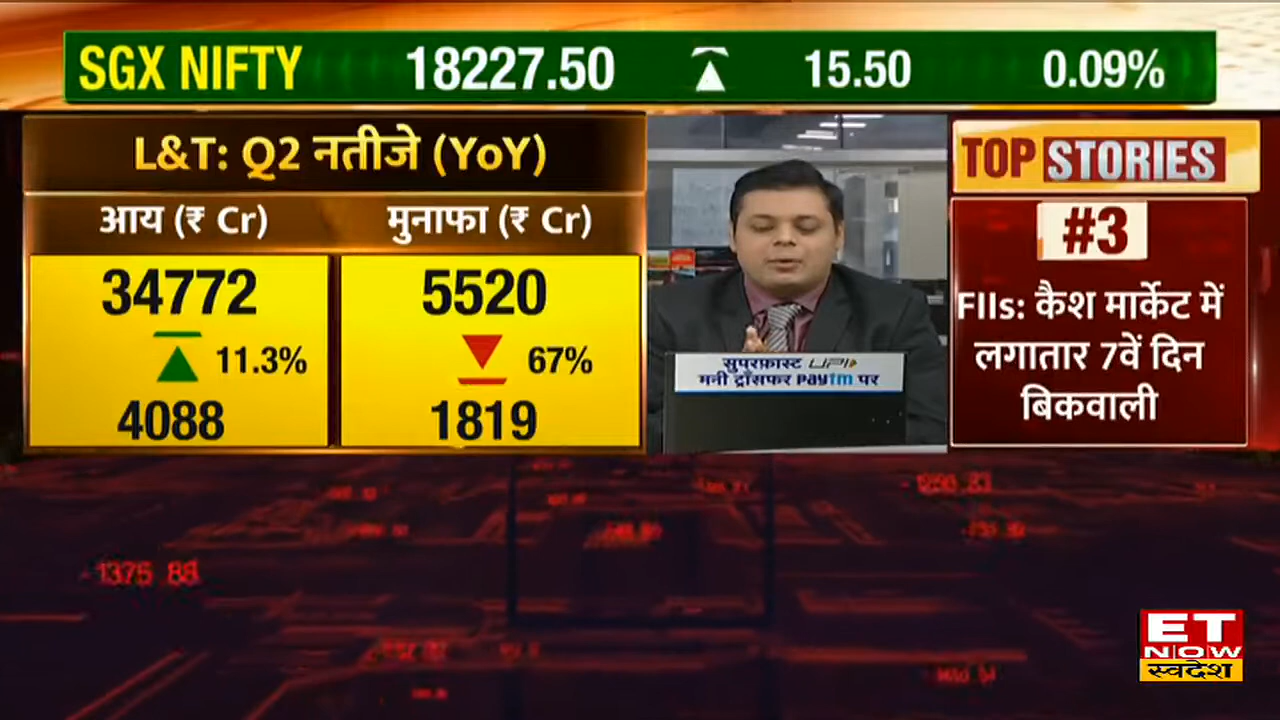 SGX NIFTY 18227.50 15.50 0.09%
L&T: Q2 नतीजे (YoY)
आय (₹ Cr) मुनाफा (₹ Cr)
34772 5520
11.3% 67%
4088 1819
सुपरफ़ास्ट UPI
मनी ट्राँसफर paytm पर
TOP STORIES
#3
FIIs: कैश मार्केट में
लगातार 7वें दिन
बिकवाली
-1375 88
ET
NOW
स्वदेश